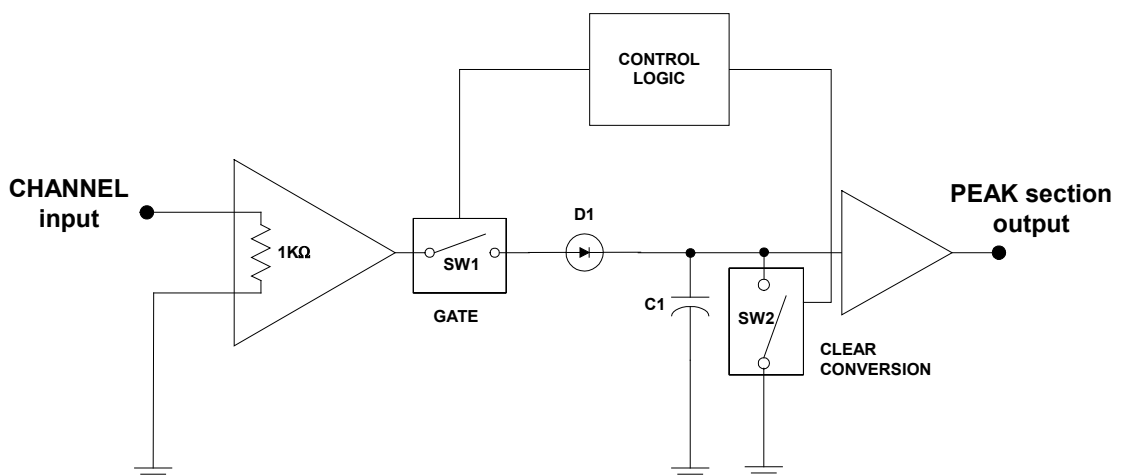 CONTROL
LOGIC
CHANNEL
input
1KΩ
SW1
GATE
D1
C1
SW2
CLEAR
CONVERSION
PEAK section
output